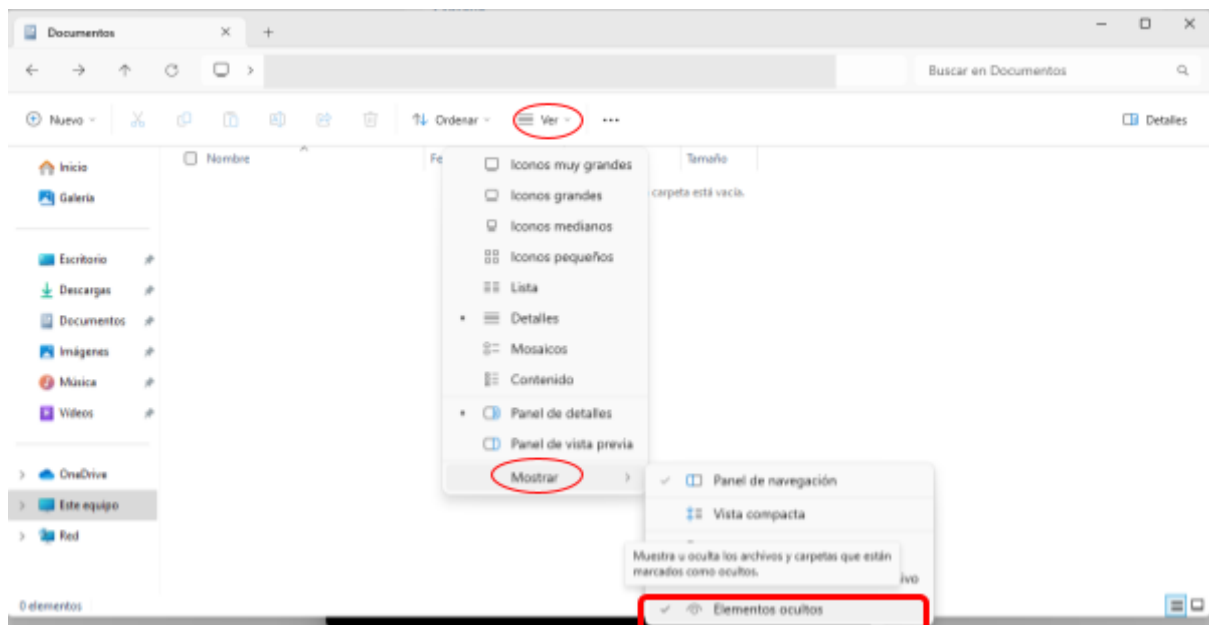 Documentos
Buscar en Documentos
Nuevo
Ordenar
Ver
Detalles
Inicio
Galería
Escritorio
Descargas
Documentos
Imágenes
Música
Vídeos
OneDrive
Este equipo
Red
Nombre
Fe
Tamaño
carpeta está vacía.
Iconos muy grandes
Iconos grandes
Iconos medianos
Iconos pequeños
Lista
Detalles
Mosaicos
Contenido
Panel de detalles
Panel de vista previa
Mostrar
Panel de navegación
Vista compacta
Muestra u oculta los archivos y carpetas que están
marcados como ocultos.
ivo
Elementos ocultos
0 elementos